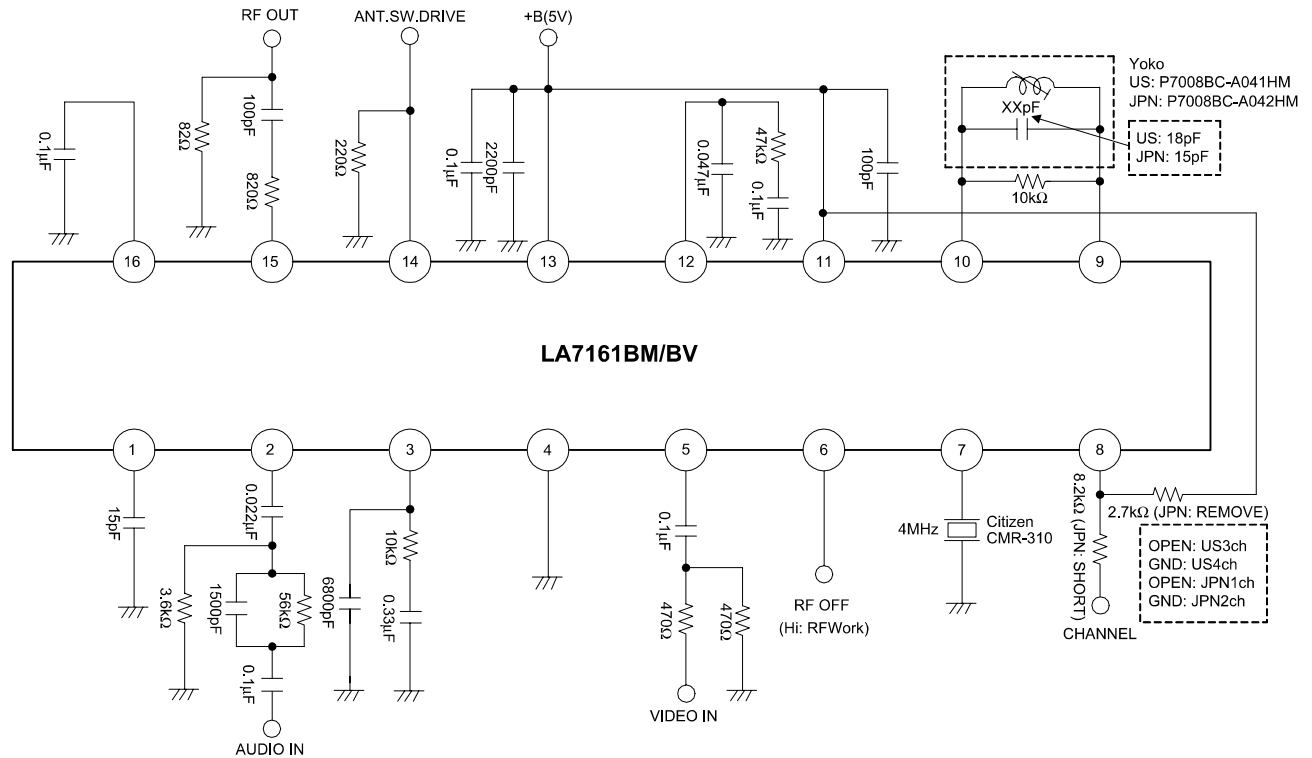 RF OUT
ANT.SW.DRIVE
+B(5V)
Yoko
US: P7008BC-A041HM
JPN: P7008BC-A042HM
XXpF
US: 18pF
JPN: 15pF
0.1µF
82Ω
100pF
820Ω
220Ω
0.1µF
2200pF
0.047µF
47kΩ
0.1µF
100pF
10kΩ
16
15
14
13
12
11
10
9
LA7161BM/BV
1
2
3
4
5
6
7
8
15pF
0.022µF
3.6kΩ
1500pF
56kΩ
0.1µF
AUDIO IN
6800pF
10kΩ
0.33µF
0.1µF
470Ω
470Ω
VIDEO IN
RF OFF
(Hi: RFWork)
4MHz
Citizen
CMR-310
8.2kΩ (JPN: SHORT)
2.7kΩ (JPN: REMOVE)
CHANNEL
OPEN: US3ch
GND: US4ch
OPEN: JPN1ch
GND: JPN2ch